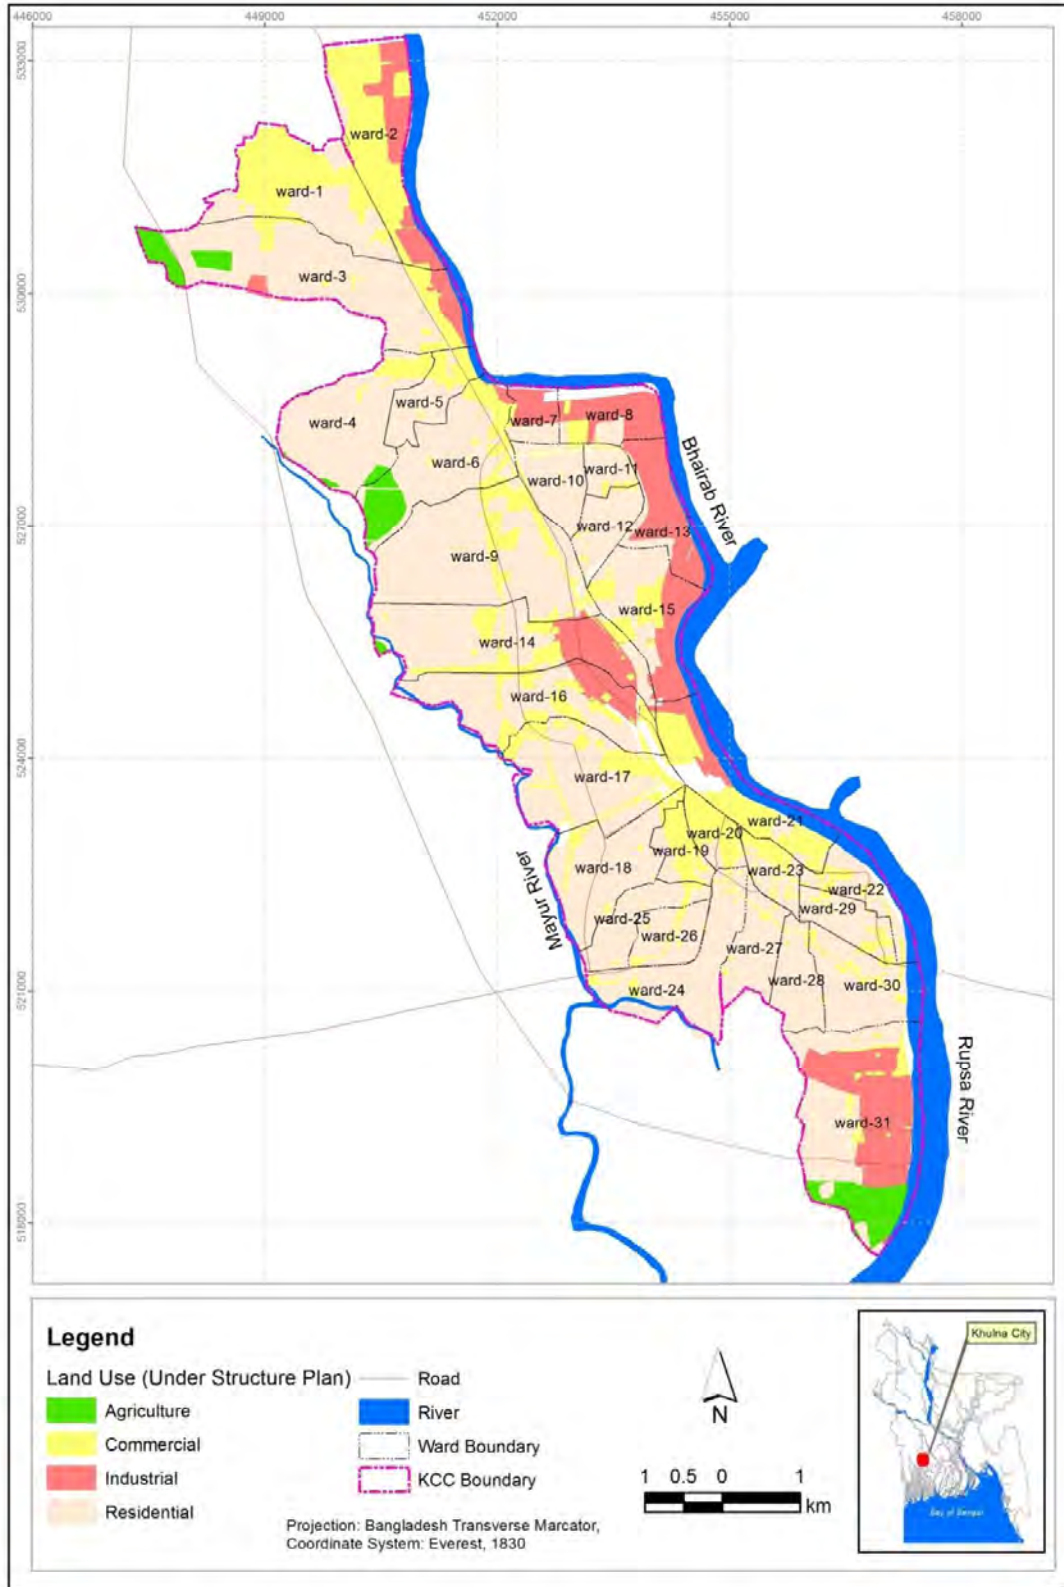 446000 449000 452000 455000 458000
533000
530000
527000
524000
521000
518000
ward-2
ward-1
ward-3
ward-5
ward-4
ward-7
ward-8
ward-6
ward-10
ward-11
Bhairab River
ward-12
ward-13
ward-9
ward-15
ward-14
ward-16
ward-17
ward-21
ward-20
ward-19
ward-18
ward-23
Mayur River
ward-22
ward-29
ward-25
ward-26
ward-27
ward-24
ward-28
ward-30
Rupsa River
ward-31
Legend
Land Use (Under Structure Plan)
Agriculture
Commercial
Industrial
Residential
Road
River
Ward Boundary
KCC Boundary
Projection: Bangladesh Transverse Marcator,
Coordinate System: Everest, 1830
N
1 0.5 0 1
km
Khulna City
Bay of Bengal